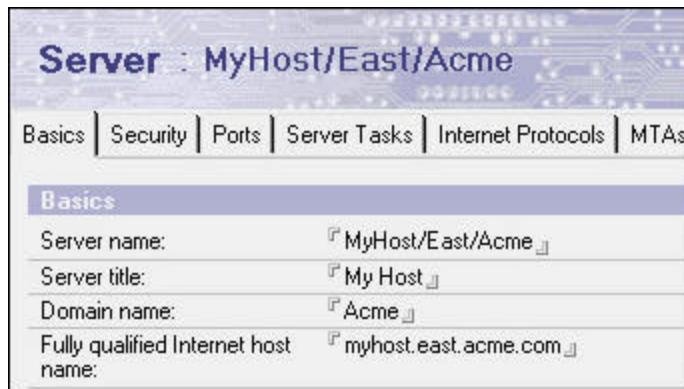 Server : MyHost/East/Acme
Basics Security Ports Server Tasks Internet Protocols MTAs
Basics
Server name: MyHost/East/Acme
Server title: My Host
Domain name: Acme
Fully qualified Internet host myhost.east.acme.com
name: